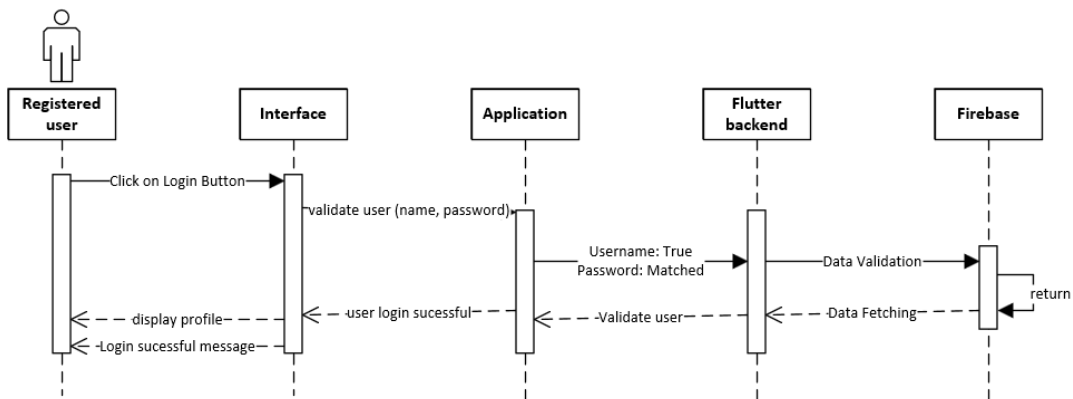 Registered
user
Interface
Application
Flutter
backend
Firebase
Click on Login Button
validate user (name, password)
Username: True
Password: Matched
Data Validation
return
display profile
user login sucessful
Validate user
Data Fetching
Login sucessful message